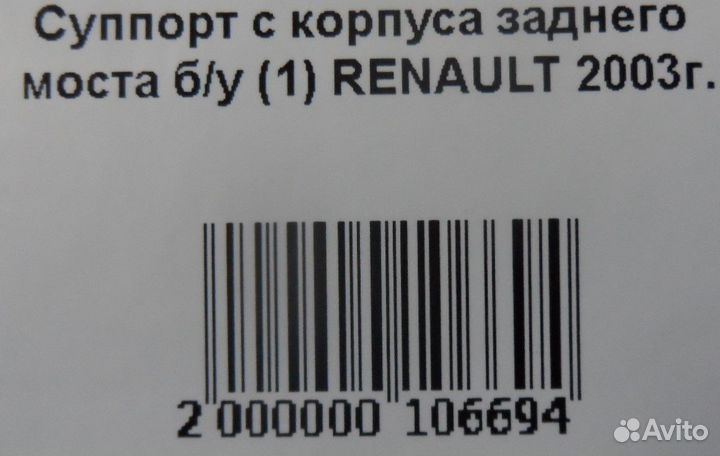 Суппорт с корпуса заднего
моста б/у (1) RENAULT 2003г.
2 000000 106694
Avito